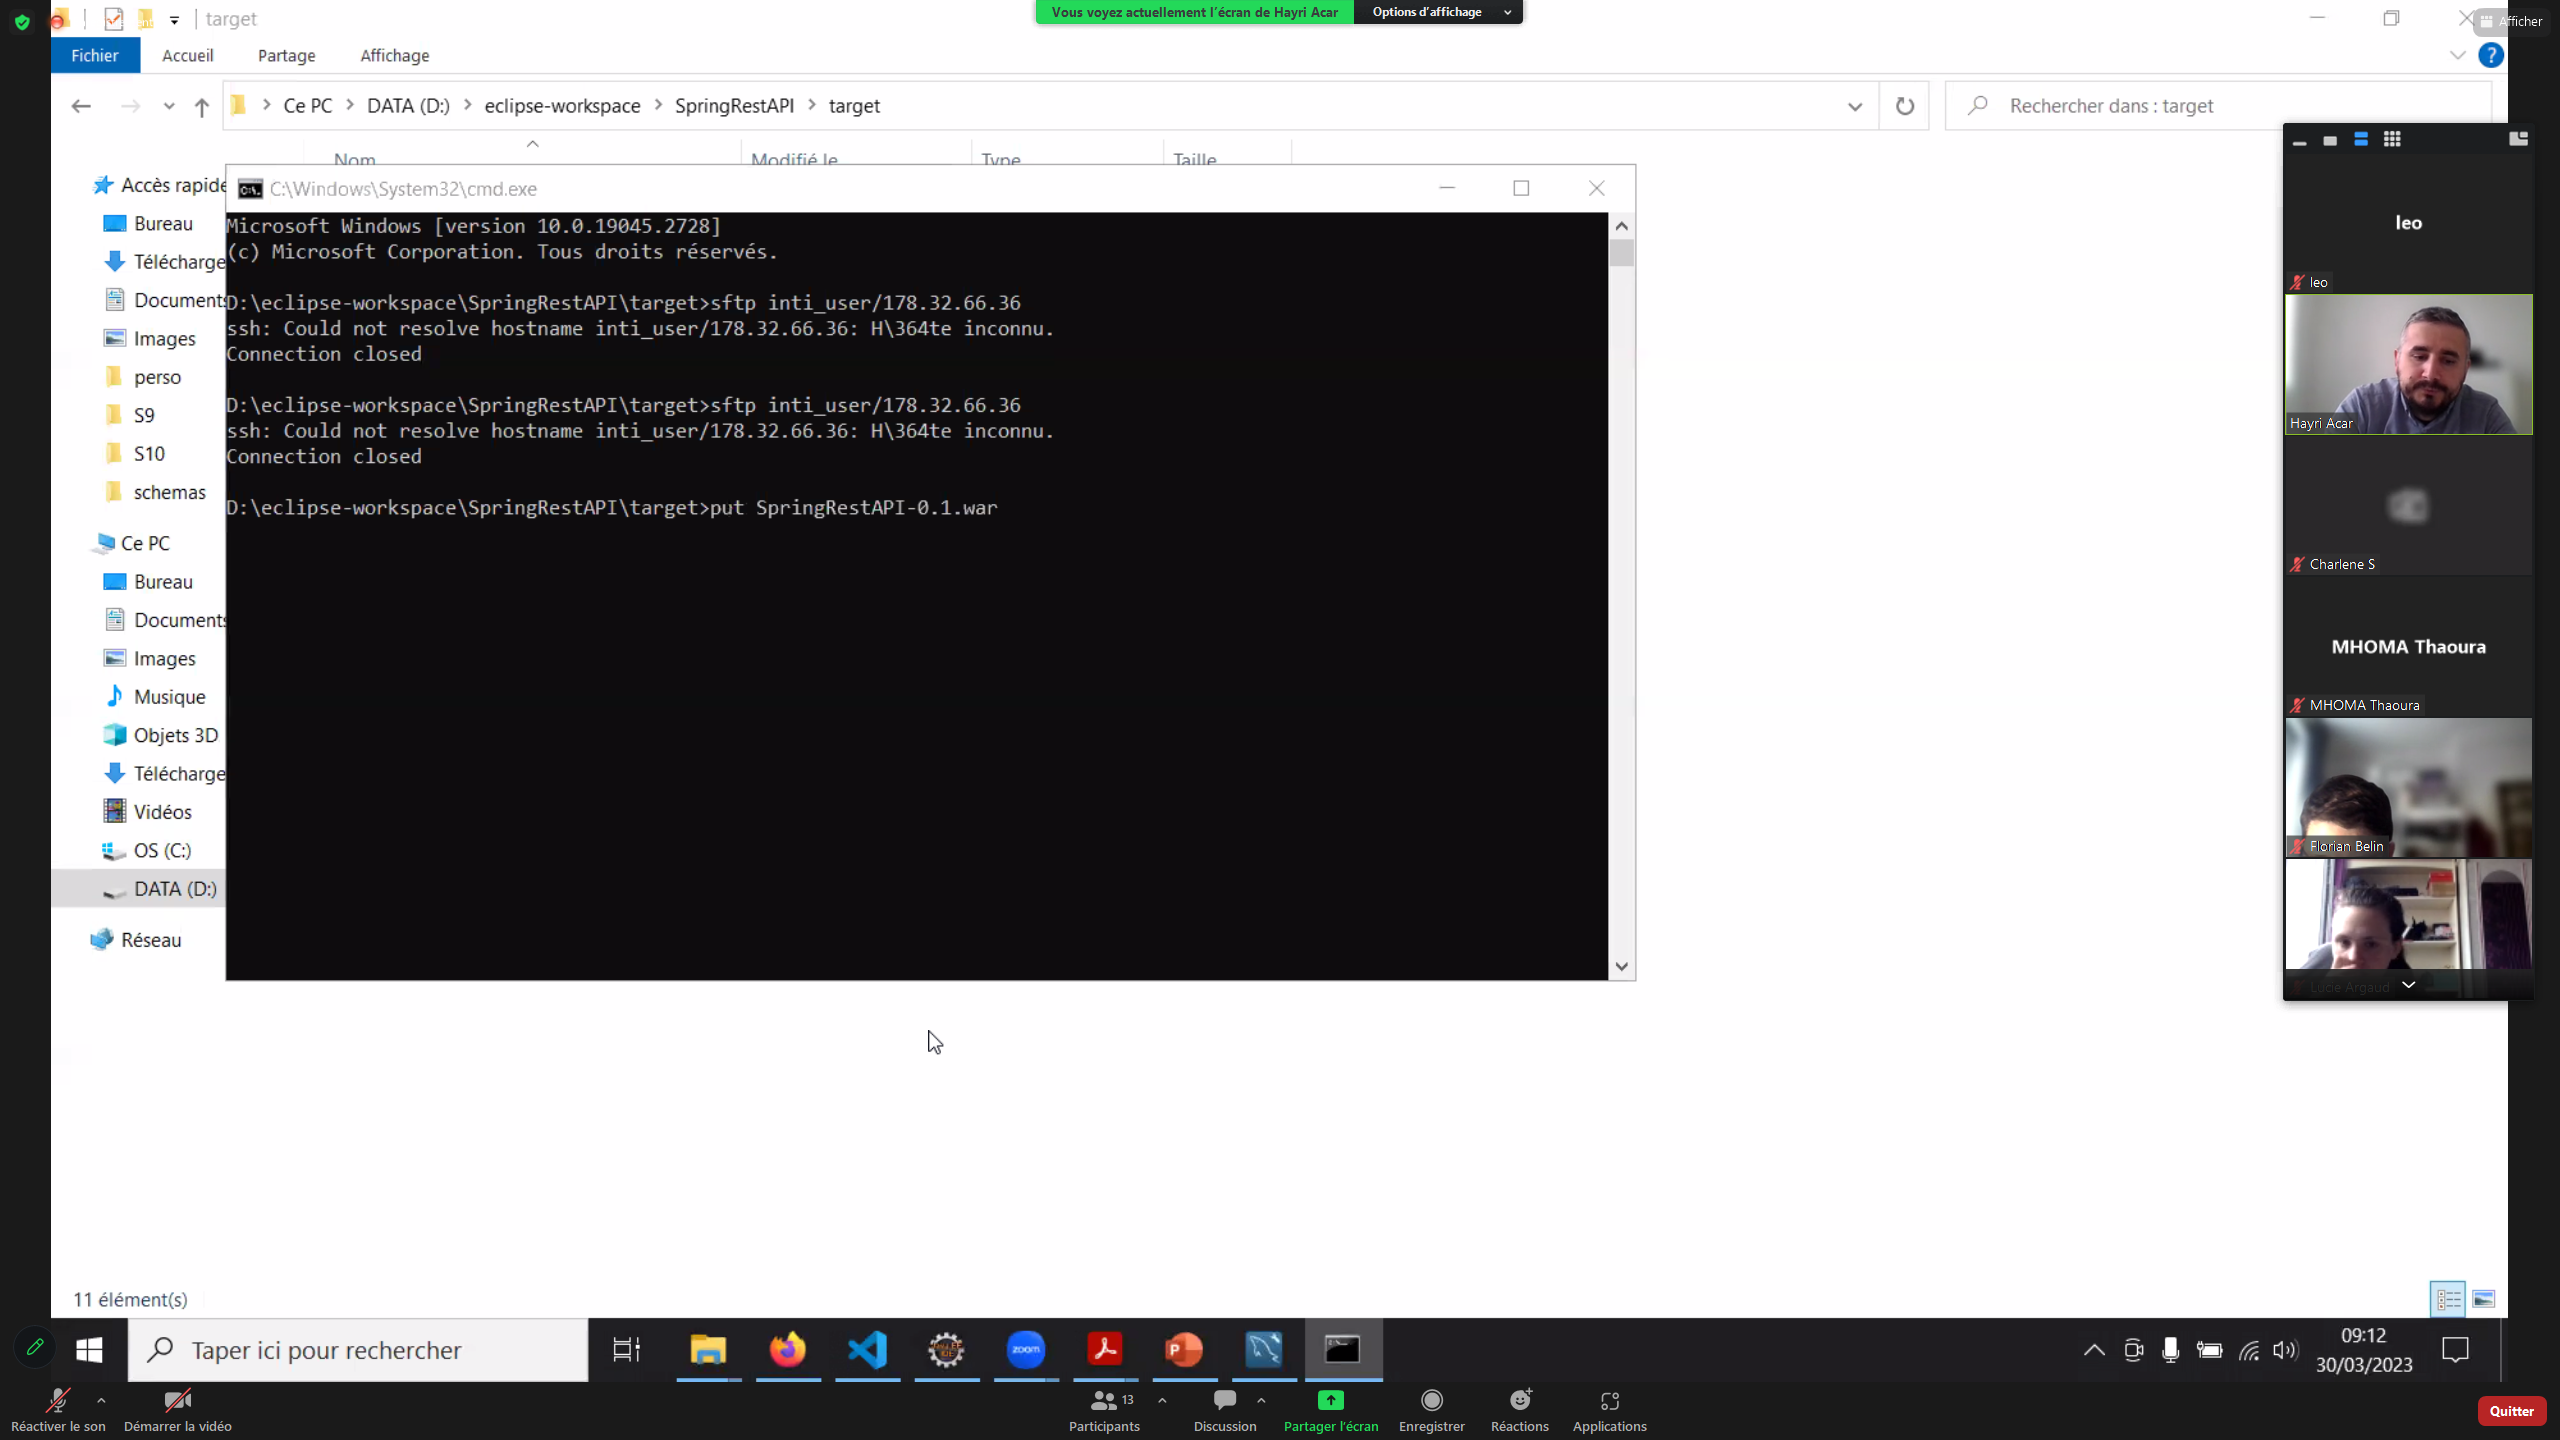 target
Vous voyez actuellement l'écran de Hayri Acar
Options d'affichage
Afficher
Fichier
Accueil
Partage
Affichage
?
Ce PC
DATA (D:)
eclipse-workspace
SpringRestAPI
target
Rechercher dans : target
Nom
Modifié le
Type
Taille
Accès rapide
Bureau
Télécharge
Documents
Images
perso
S9
S10
schemas
Ce PC
Bureau
Documents
Images
Musique
Objets 3D
Télécharge
Vidéos
OS (C:)
DATA (D:)
Réseau
C:\Windows\System32\cmd.exe
Microsoft Windows [version 10.0.19045.2728]
(c) Microsoft Corporation. Tous droits réservés.
D:\eclipse-workspace\SpringRestAPI\target>sftp inti_user/178.32.66.36
ssh: Could not resolve hostname inti_user/178.32.66.36: H\364te inconnu.
Connection closed
D:\eclipse-workspace\SpringRestAPI\target>sftp inti_user/178.32.66.36
ssh: Could not resolve hostname inti_user/178.32.66.36: H\364te inconnu.
Connection closed
D:\eclipse-workspace\SpringRestAPI\target>put SpringRestAPI-0.1.war
leo
leo
Hayri Acar
Charlene S
MHOMA Thaoura
MHOMA Thaoura
Florian Belin
Lucie Argaud
11 élément(s)
Taper ici pour rechercher
zoom
09:12
30/03/2023
Réactiver le son
Démarrer la vidéo
13
Participants
Discussion
Partager l'écran
Enregistrer
Réactions
Applications
Quitter